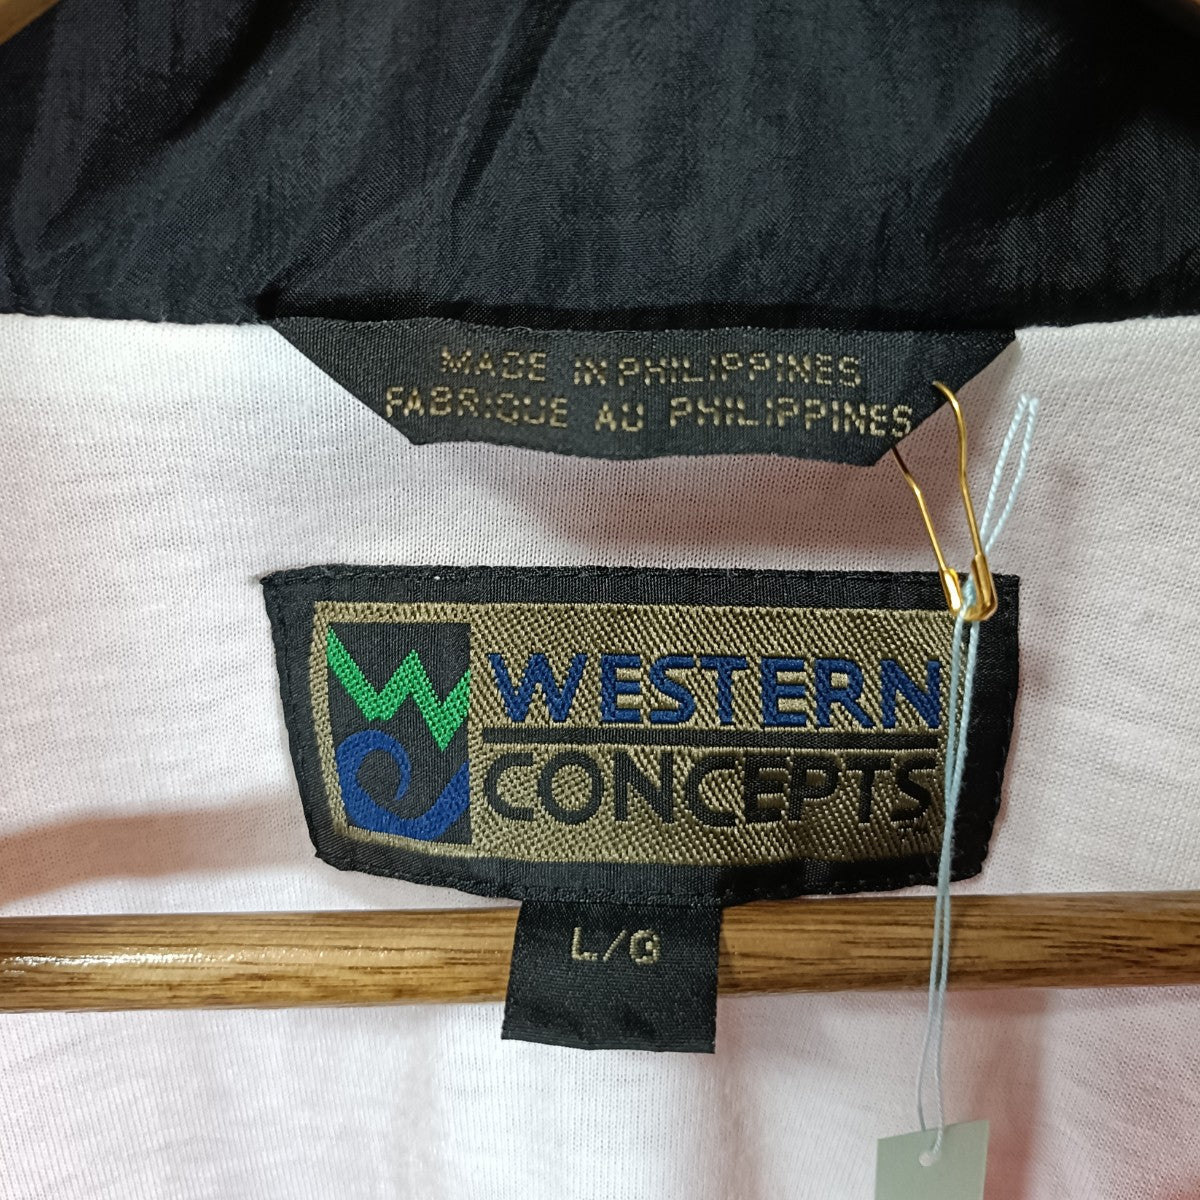 MADE IN PHILIPPINES
FABRIQUE AU PHILIPPINES
WESTERN
CONCEPTS
L/G